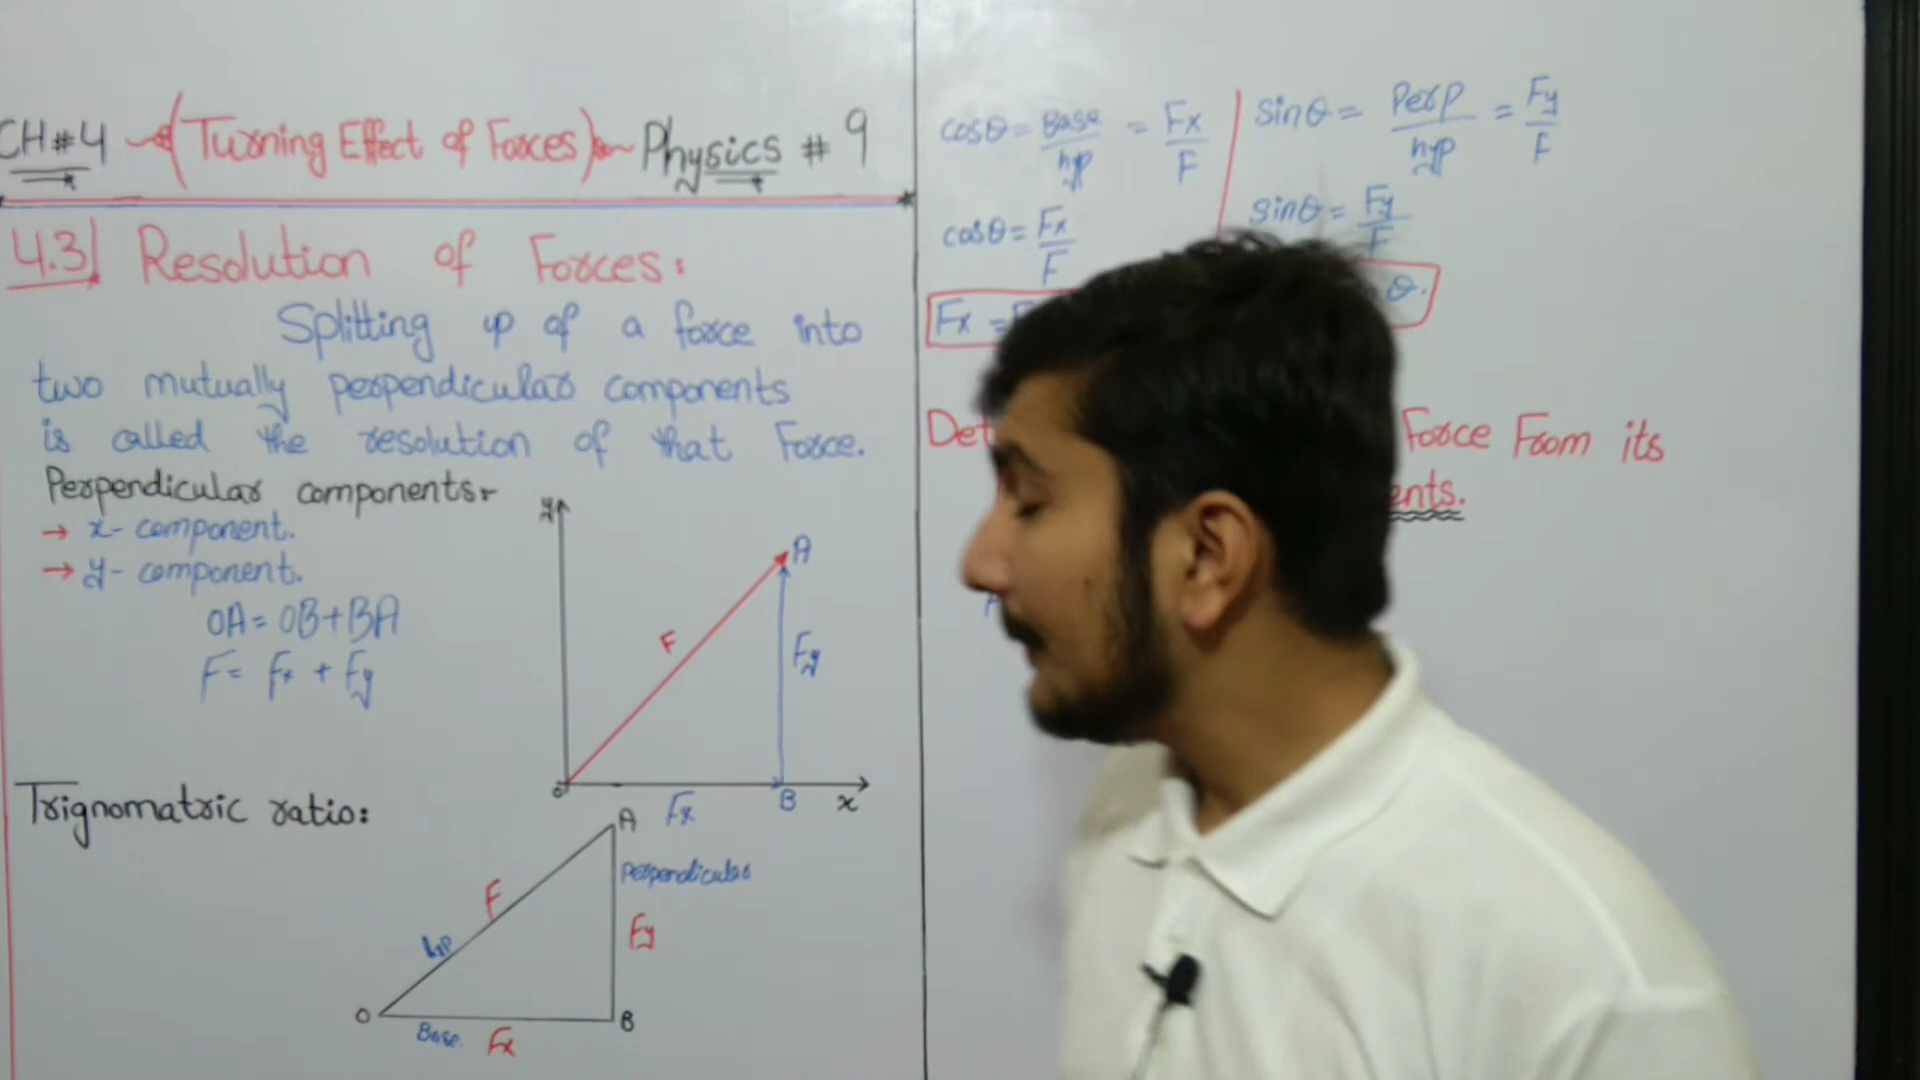 CH#4 (Turning Effect of Forces) Physics # 9
4.3 Resolution of Forces:
Splitting up of a force into
two mutually perpendicular components
is called the resolution of that Force.
Perpendicular components:
→ x- component.
→ y- component.
OA = OB + BA
F = Fx + Fy
y
A
F
Fy
o
Fx
B
x
Trignomatric ratio:
A
Perpendicular
F
Fy
hyp
O
B
Base
Fx
cosθ = Base/hyp = Fx/F
cosθ = Fx/F
Fx =
sinθ = Perp/hyp = Fy/F
sinθ = Fy/F
θ.
Force From its